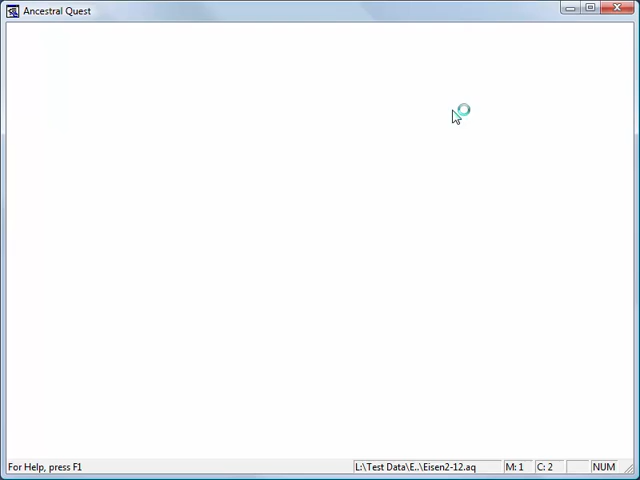 Ancestral Quest
For Help, press F1
L:\Test Data\E..\Eisen2-12.aq
M: 1
C: 2
NUM